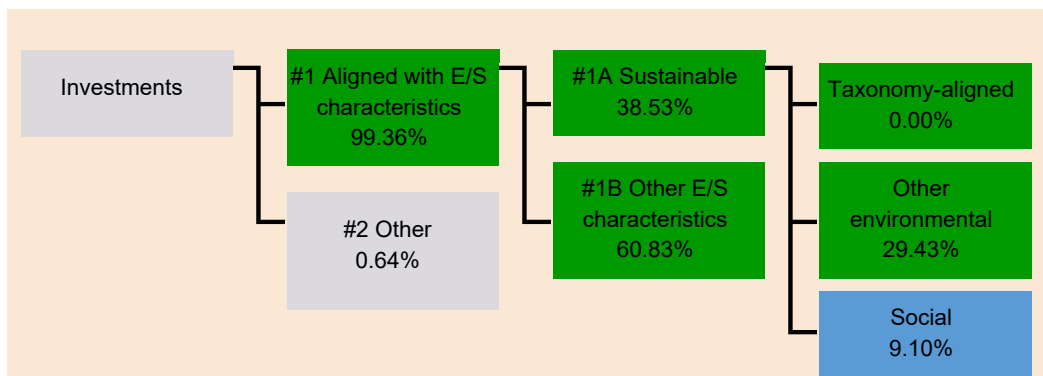 Investments
#1 Aligned with E/S
characteristics
99.36%
#2 Other
0.64%
#1A Sustainable
38.53%
#1B Other E/S
characteristics
60.83%
Taxonomy-aligned
0.00%
Other
environmental
29.43%
Social
9.10%